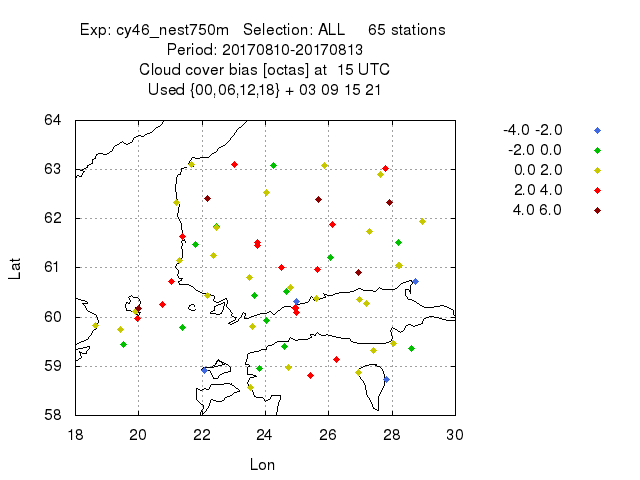 Exp: cy46_nest750m   Selection: ALL     65 stations
Period: 20170810-20170813
Cloud cover bias [octas] at  15 UTC
Used {00,06,12,18} + 03 09 15 21
-4.0 -2.0
-2.0 0.0
0.0 2.0
2.0 4.0
4.0 6.0
64
63
62
61
60
59
58
Lat
18 20 22 24 26 28 30
Lon